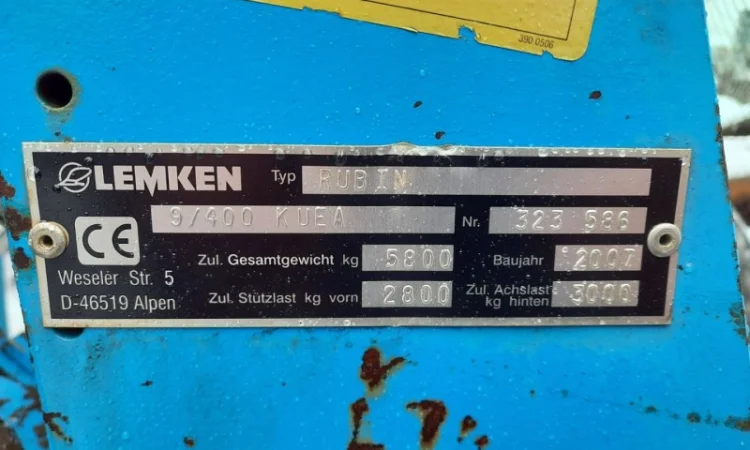 390 0506
LEMKEN Typ RUBIN
9/400 KUEA Nr. 323 586
CE Zul. Gesamtgewicht kg 5800 Baujahr 2007
Weseler Str. 5
D-46519 Alpen
Zul. Stützlast kg vorn 2800 Zul. Achslast kg hinten 3000